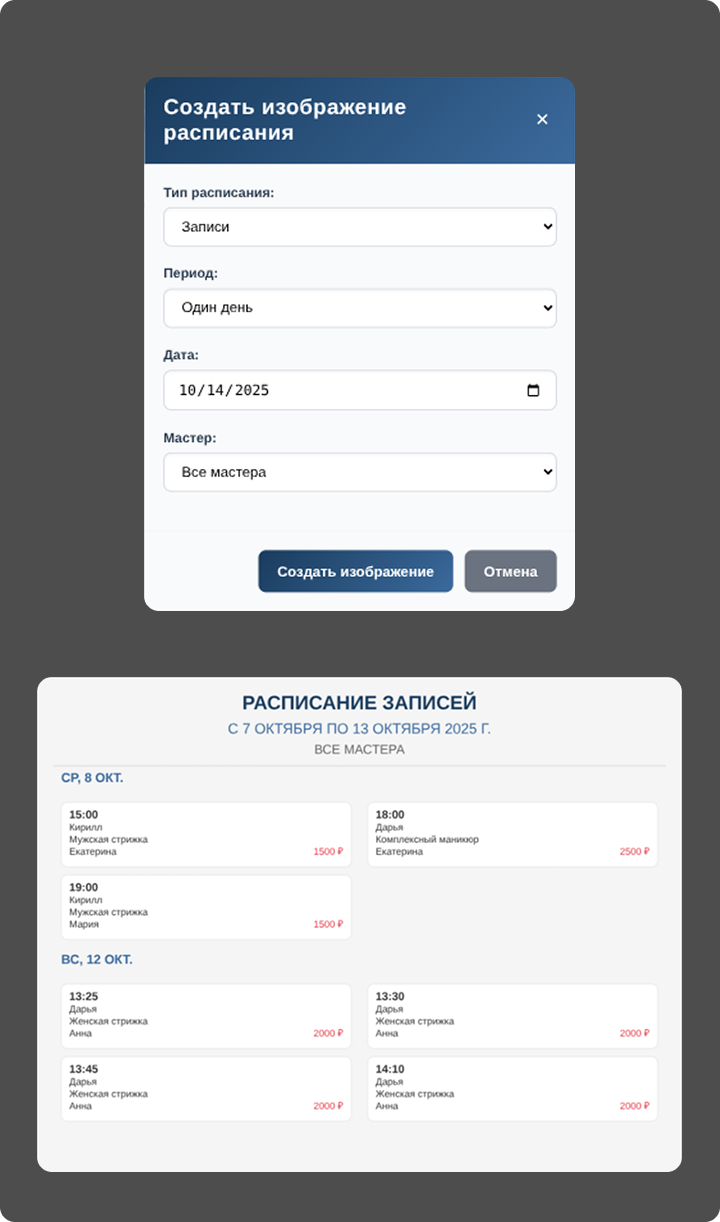 Создать изображение
расписания
×
Тип расписания:
Записи
Период:
Один день
Дата:
10/14/2025
Мастер:
Все мастера
Создать изображение
Отмена
РАСПИСАНИЕ ЗАПИСЕЙ
С 7 ОКТЯБРЯ ПО 13 ОКТЯБРЯ 2025 Г.
ВСЕ МАСТЕРА
СР, 8 ОКТ.
15:00
Кирилл
Мужская стрижка
Екатерина 1500 ₽
18:00
Дарья
Комплексный маникюр
Екатерина 2500 ₽
19:00
Кирилл
Мужская стрижка
Мария 1500 ₽
ВС, 12 ОКТ.
13:25
Дарья
Женская стрижка
Анна 2000 ₽
13:30
Дарья
Женская стрижка
Анна 2000 ₽
13:45
Дарья
Женская стрижка
Анна 2000 ₽
14:10
Дарья
Женская стрижка
Анна 2000 ₽